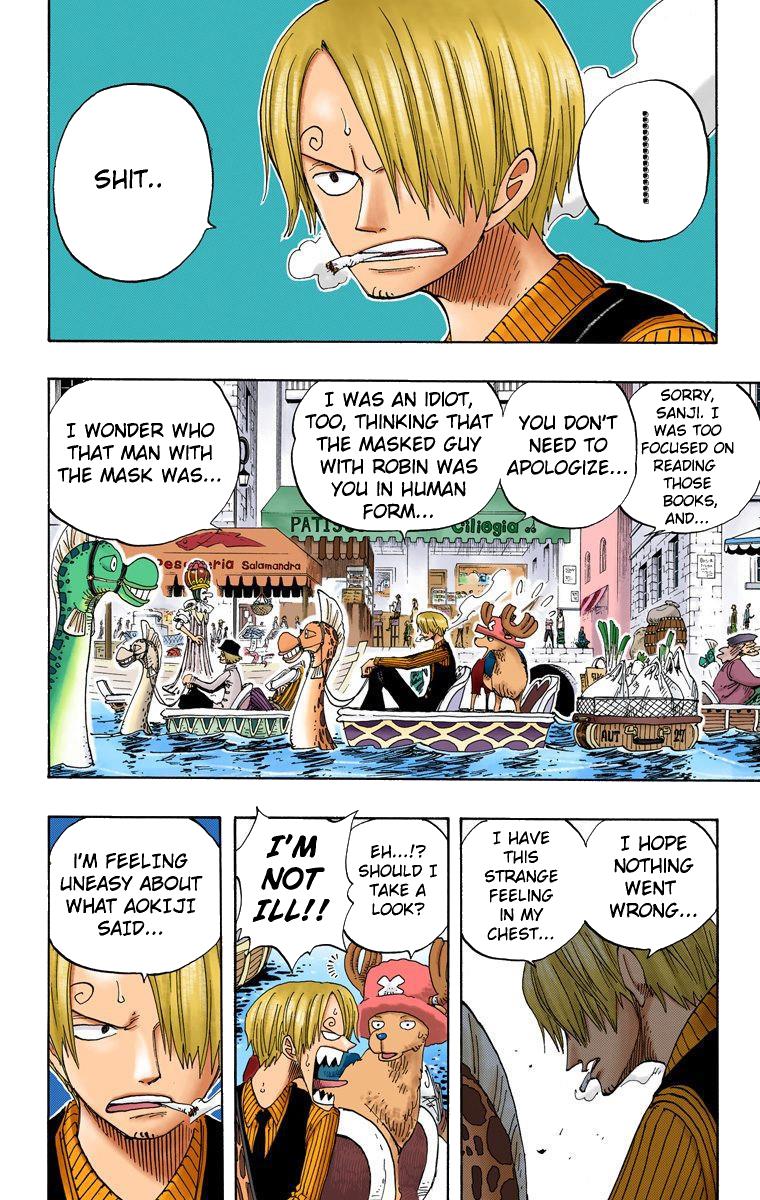 ..........
SHIT..
SORRY,
SANJI. I
WAS TOO
FOCUSED ON
READING
THOSE
BOOKS,
AND...
YOU DON'T
NEED TO
APOLOGIZE...
I WAS AN IDIOT,
TOO, THINKING THAT
THE MASKED GUY
WITH ROBIN WAS
YOU IN HUMAN
FORM...
I WONDER WHO
THAT MAN WITH
THE MASK WAS...
Salamandra
Ciliegia
AUT 29
I HOPE
NOTHING
WENT
WRONG...
I HAVE
THIS
STRANGE
FEELING
IN MY
CHEST...
EH...!?
SHOULD I
TAKE A
LOOK?
I'M
NOT
ILL!!
I'M FEELING
UNEASY ABOUT
WHAT AOKIJI
SAID...